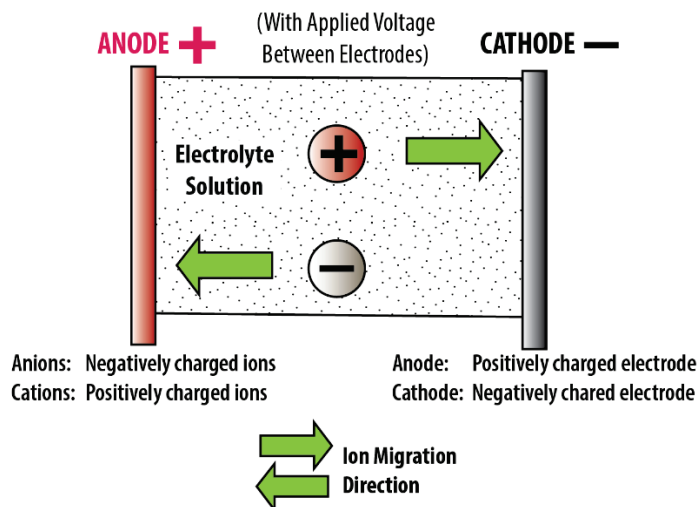 ANODE +
(With Applied Voltage
Between Electrodes)
CATHODE −
Electrolyte
Solution
+
−
Anions: Negatively charged ions
Cations: Positively charged ions
Anode: Positively charged electrode
Cathode: Negatively chared electrode
Ion Migration
Direction